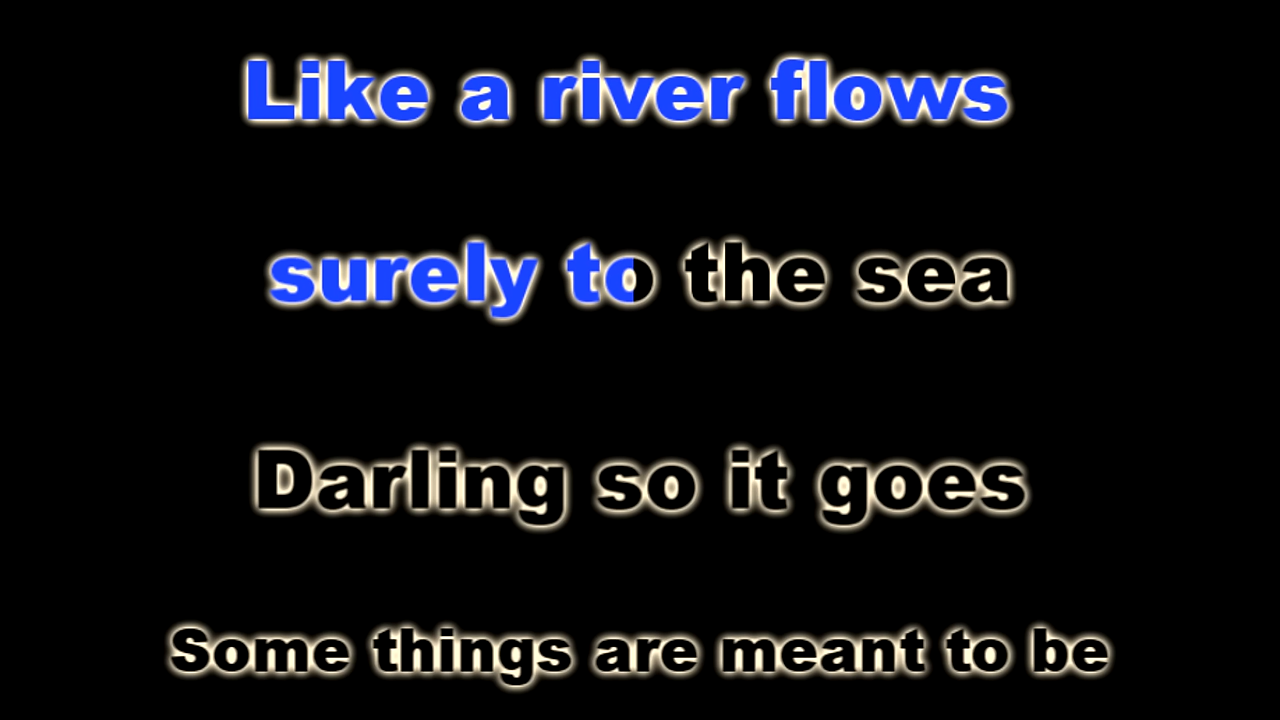 Like a river flows
surely to the sea
Darling so it goes
Some things are meant to be